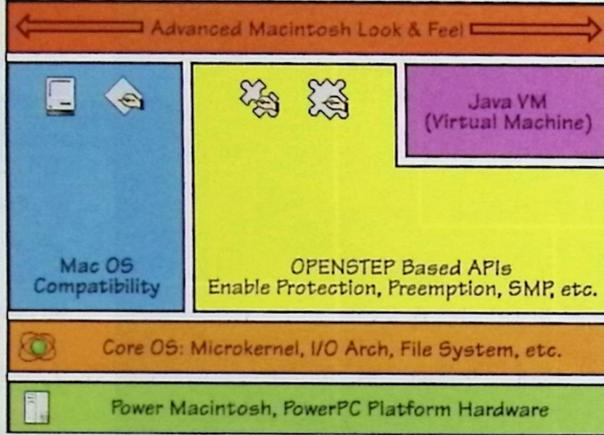 Advanced Macintosh Look & Feel
Java VM
(Virtual Machine)
Mac OS
Compatibility
OPENSTEP Based APIs
Enable Protection, Preemption, SMP, etc.
Core OS: Microkernel, I/O Arch, File System, etc.
Power Macintosh, PowerPC Platform Hardware